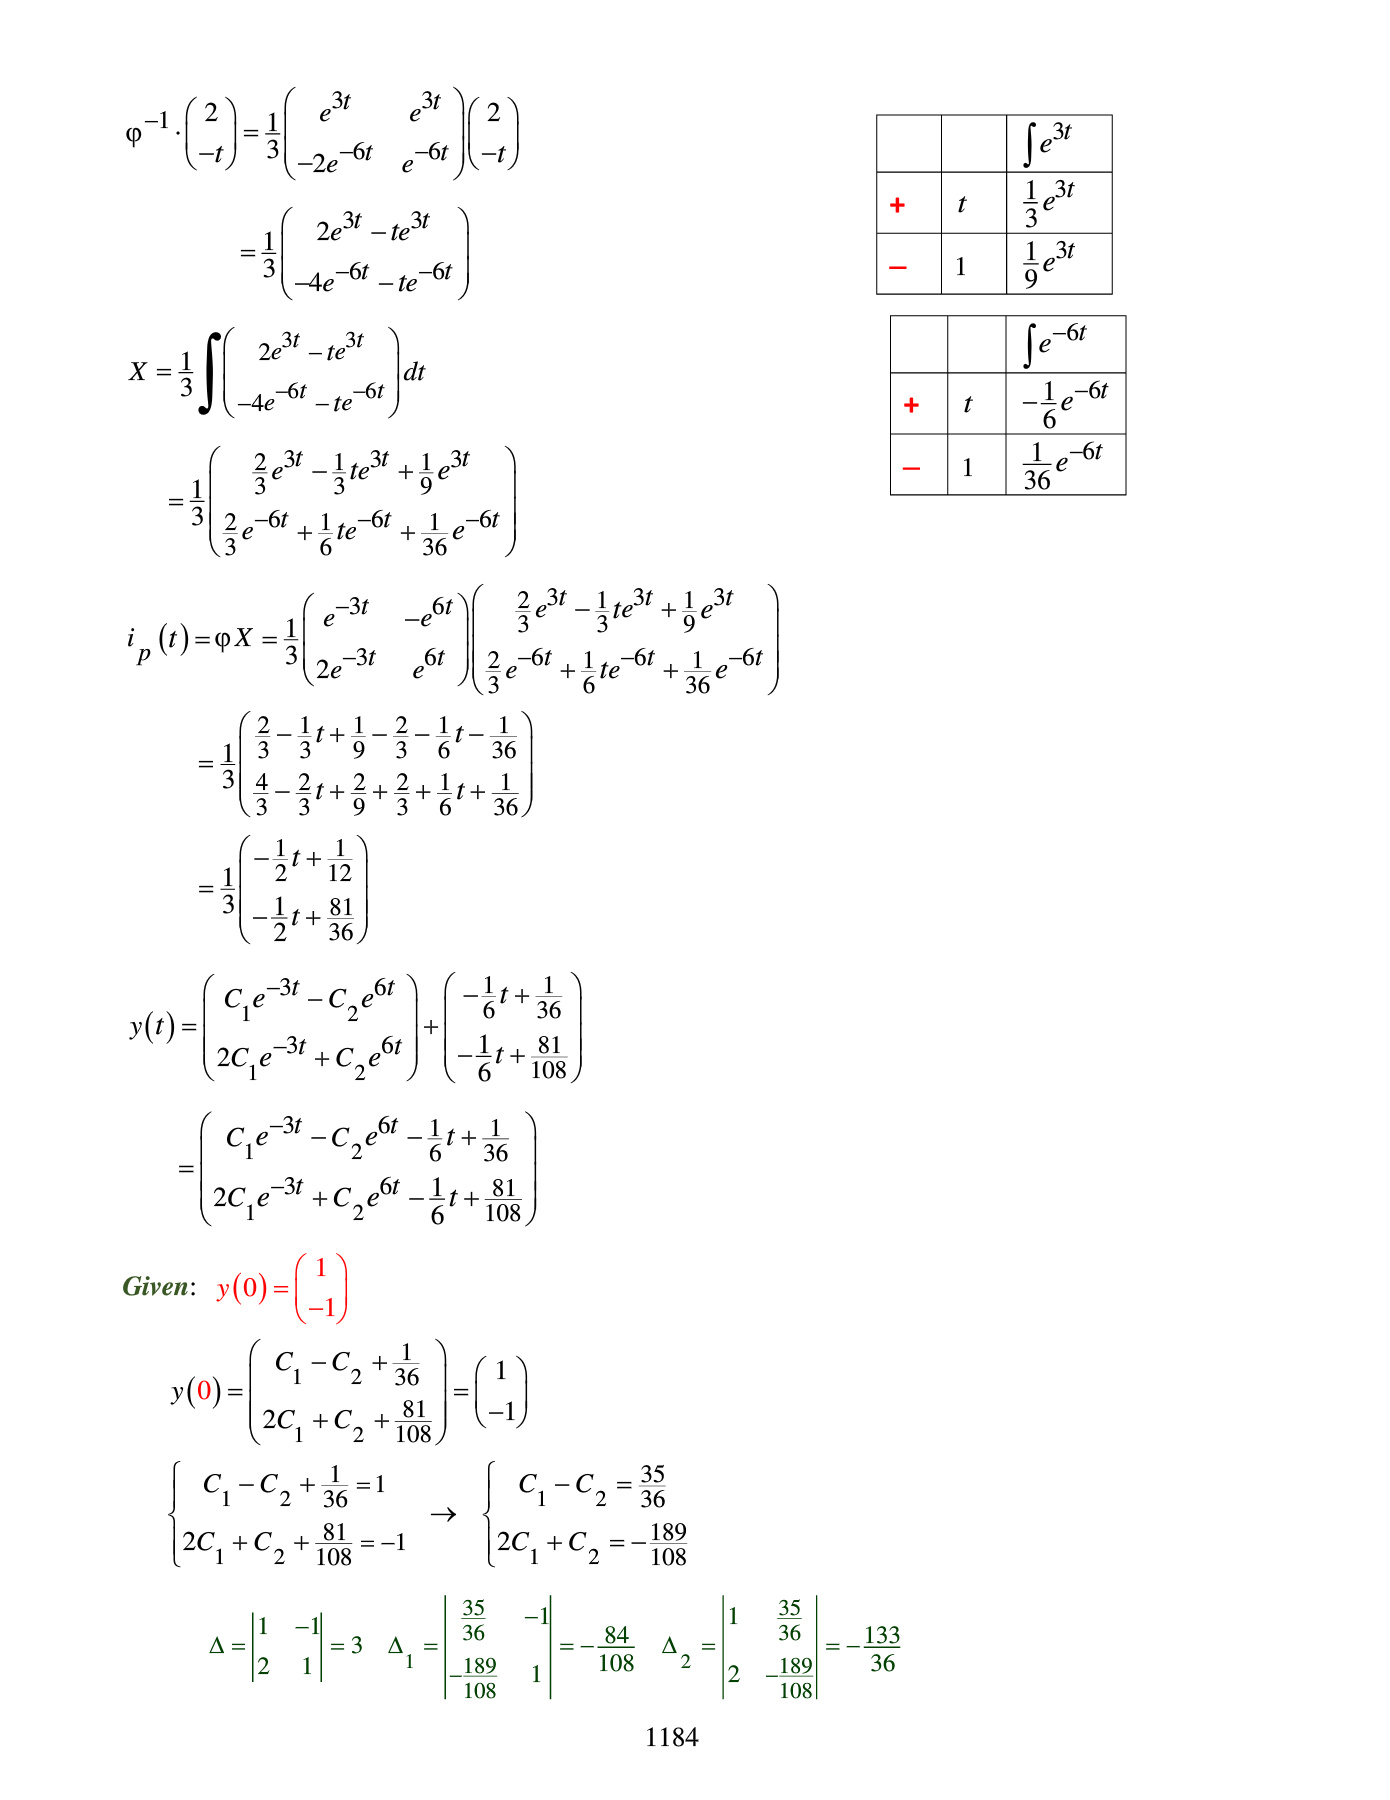 φ^{-1} · \begin{pmatrix} 2 \\ -t \end{pmatrix} = \frac{1}{3} \begin{pmatrix} e^{3t} & e^{3t} \\ -2e^{-6t} & e^{-6t} \end{pmatrix} \begin{pmatrix} 2 \\ -t \end{pmatrix}
= \frac{1}{3} \begin{pmatrix} 2e^{3t} - te^{3t} \\ -4e^{-6t} - te^{-6t} \end{pmatrix}
∫e^{3t}
+ t \frac{1}{3}e^{3t}
− 1 \frac{1}{9}e^{3t}
X = \frac{1}{3} ∫ \begin{pmatrix} 2e^{3t} - te^{3t} \\ -4e^{-6t} - te^{-6t} \end{pmatrix} dt
= \frac{1}{3} \begin{pmatrix} \frac{2}{3}e^{3t} - \frac{1}{3}te^{3t} + \frac{1}{9}e^{3t} \\ \frac{2}{3}e^{-6t} + \frac{1}{6}te^{-6t} + \frac{1}{36}e^{-6t} \end{pmatrix}
∫e^{-6t}
+ t -\frac{1}{6}e^{-6t}
− 1 \frac{1}{36}e^{-6t}
i_p(t) = φX = \frac{1}{3} \begin{pmatrix} e^{-3t} & -e^{6t} \\ 2e^{-3t} & e^{6t} \end{pmatrix} \begin{pmatrix} \frac{2}{3}e^{3t} - \frac{1}{3}te^{3t} + \frac{1}{9}e^{3t} \\ \frac{2}{3}e^{-6t} + \frac{1}{6}te^{-6t} + \frac{1}{36}e^{-6t} \end{pmatrix}
= \frac{1}{3} \begin{pmatrix} \frac{2}{3} - \frac{1}{3}t + \frac{1}{9} - \frac{2}{3} - \frac{1}{6}t - \frac{1}{36} \\ \frac{4}{3} - \frac{2}{3}t + \frac{2}{9} + \frac{2}{3} + \frac{1}{6}t + \frac{1}{36} \end{pmatrix}
= \frac{1}{3} \begin{pmatrix} -\frac{1}{2}t + \frac{1}{12} \\ -\frac{1}{2}t + \frac{81}{36} \end{pmatrix}
y(t) = \begin{pmatrix} C_1e^{-3t} - C_2e^{6t} \\ 2C_1e^{-3t} + C_2e^{6t} \end{pmatrix} + \begin{pmatrix} -\frac{1}{6}t + \frac{1}{36} \\ -\frac{1}{6}t + \frac{81}{108} \end{pmatrix}
= \begin{pmatrix} C_1e^{-3t} - C_2e^{6t} - \frac{1}{6}t + \frac{1}{36} \\ 2C_1e^{-3t} + C_2e^{6t} - \frac{1}{6}t + \frac{81}{108} \end{pmatrix}
Given: y(0) = \begin{pmatrix} 1 \\ -1 \end{pmatrix}
y(0) = \begin{pmatrix} C_1 - C_2 + \frac{1}{36} \\ 2C_1 + C_2 + \frac{81}{108} \end{pmatrix} = \begin{pmatrix} 1 \\ -1 \end{pmatrix}
\begin{cases} C_1 - C_2 + \frac{1}{36} = 1 \\ 2C_1 + C_2 + \frac{81}{108} = -1 \end{cases} → \begin{cases} C_1 - C_2 = \frac{35}{36} \\ 2C_1 + C_2 = -\frac{189}{108} \end{cases}
Δ = \begin{vmatrix} 1 & -1 \\ 2 & 1 \end{vmatrix} = 3 Δ_1 = \begin{vmatrix} \frac{35}{36} & -1 \\ -\frac{189}{108} & 1 \end{vmatrix} = -\frac{84}{108} Δ_2 = \begin{vmatrix} 1 & \frac{35}{36} \\ 2 & -\frac{189}{108} \end{vmatrix} = -\frac{133}{36}
1184